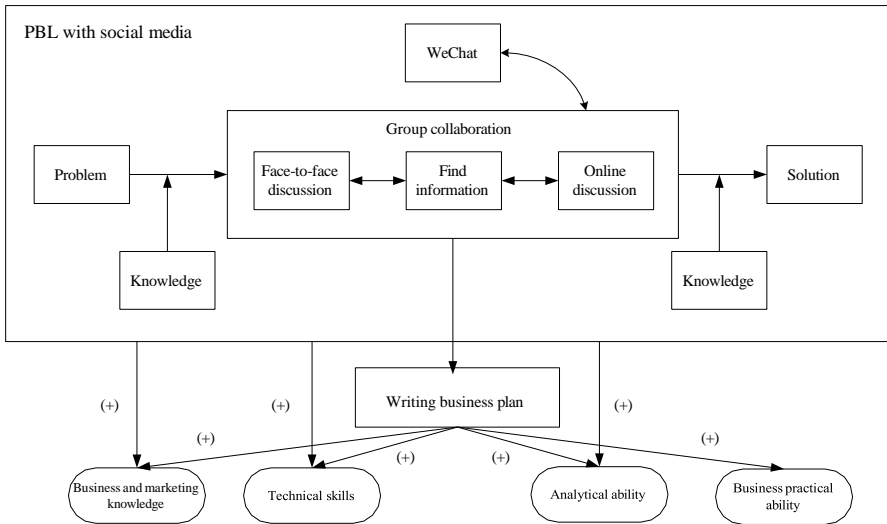 PBL with social media
WeChat
Group collaboration
Problem
Face-to-face
discussion
Find
information
Online
discussion
Solution
Knowledge
Knowledge
Writing business plan
(+)
(+)
(+)
(+)
(+)
(+)
(+)
Business and marketing
knowledge
Technical skills
Analytical ability
Business practical
ability